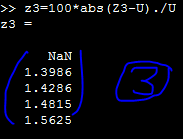 >> z3=100*abs(Z3-U)./U
z3 =
NaN
1.3986
1.4286
1.4815
1.5625
3